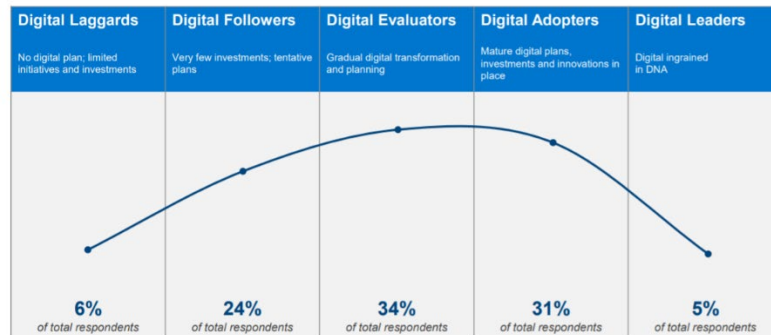 Digital Laggards
No digital plan; limited
initiatives and investments
Digital Followers
Very few investments; tentative
plans
Digital Evaluators
Gradual digital transformation
and planning
Digital Adopters
Mature digital plans,
investments and innovations in
place
Digital Leaders
Digital ingrained
in DNA
6%
of total respondents
24%
of total respondents
34%
of total respondents
31%
of total respondents
5%
of total respondents